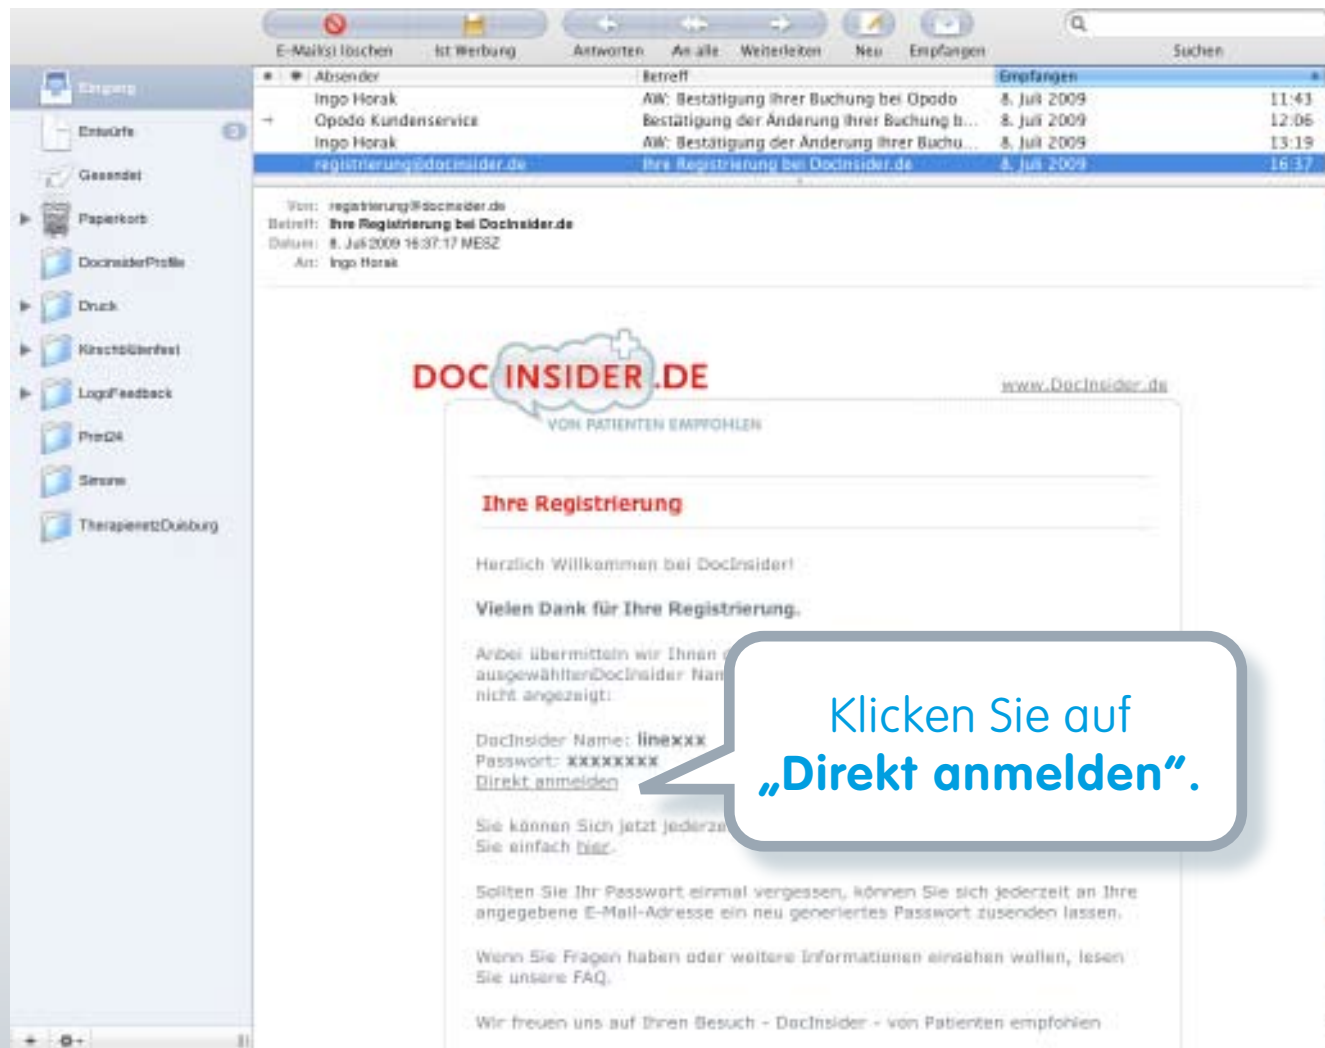 E-Mail(s) löschen Ist Werbung Antworten An alle Weiterleiten Neu Empfangen Suchen
Eingang
Entwürfe
Gesendet
Papierkorb
DocinsiderProfile
Druck
Kirschblütenfest
LogoFeedback
Print24
Simone
TherapienetzDuisburg
Absender Betreff Empfangen
Ingo Horak AW: Bestätigung Ihrer Buchung bei Opodo 8. Juli 2009 11:43
Opodo Kundenservice Bestätigung der Änderung Ihrer Buchung b... 8. Juli 2009 12:06
Ingo Horak AW: Bestätigung der Änderung Ihrer Buchu... 8. Juli 2009 13:19
registrierung@docinsider.de Ihre Registrierung bei DocInsider.de 8. Juli 2009 16:37
Von: registrierung@docinsider.de
Betreff: Ihre Registrierung bei DocInsider.de
Datum: 8. Juli 2009 16:37:17 MESZ
An: Ingo Horak
DOC INSIDER.DE
VON PATIENTEN EMPFOHLEN
www.DocInsider.de
Ihre Registrierung
Herzlich Willkommen bei DocInsider!
Vielen Dank für Ihre Registrierung.
Anbei übermitteln wir Ihnen
ausgewähltenDocInsider
nicht angezeigt:
DocInsider Name: linexxx
Passwort: xxxxxxxx
Direkt anmelden
Klicken Sie auf
„Direkt anmelden“.
Sie können Sich jetzt
Sie einfach hier.
Sollten Sie Ihr Passwort einmal vergessen, können Sie sich jederzeit an Ihre
angegebene E-Mail-Adresse ein neu generiertes Passwort zusenden lassen.
Wenn Sie Fragen haben oder weitere Informationen einsehen wollen, lesen
Sie unsere FAQ.
Wir freuen uns auf Ihren Besuch - DocInsider - von Patienten empfohlen